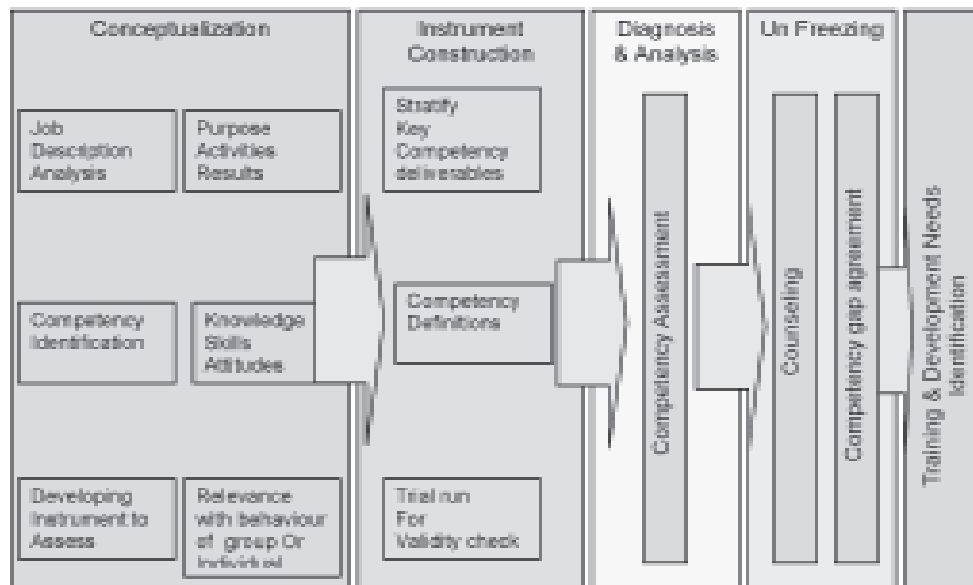 Conceptualization
Job
Description
Analysis
Purpose
Activities
Results
Competency
Identification
Knowledge
Skills
Attitudes
Developing
Instrument to
Assess
Relevance
with behaviour
of group Or
Individual
Instrument
Construction
Stratify
Key
Competency
deliverables
Competency
Definitions
Trial run
For
Validity check
Diagnosis
& Analysis
Competency Assessment
Un Freezing
Counseling
Competency gap agreement
Training & Development Needs
Identification